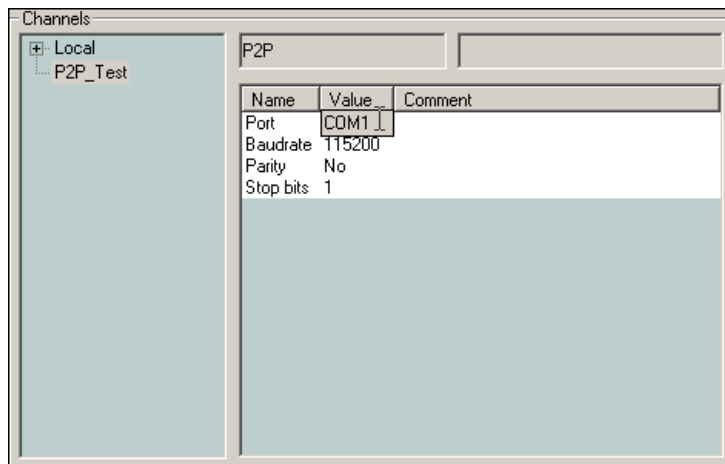 Channels
Local
P2P_Test
P2P
Name Value Comment
Port COM1
Baudrate 115200
Parity No
Stop bits 1